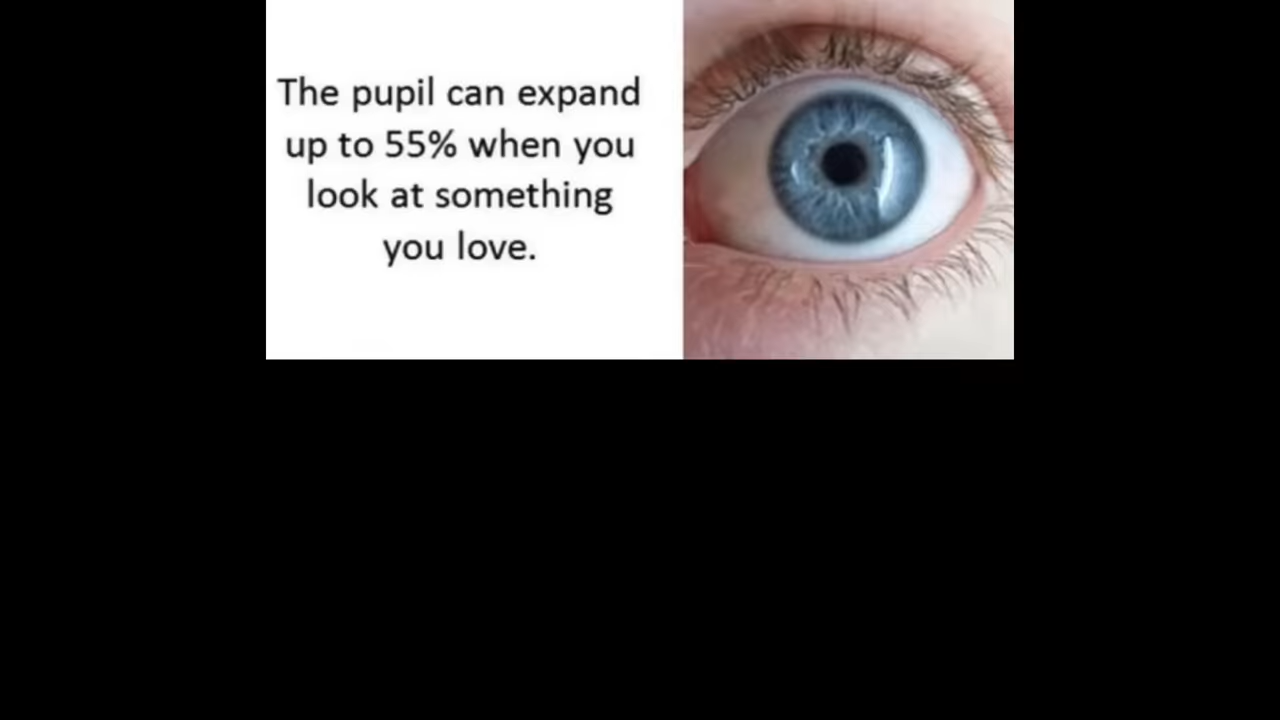 The pupil can expand
up to 55% when you
look at something
you love.